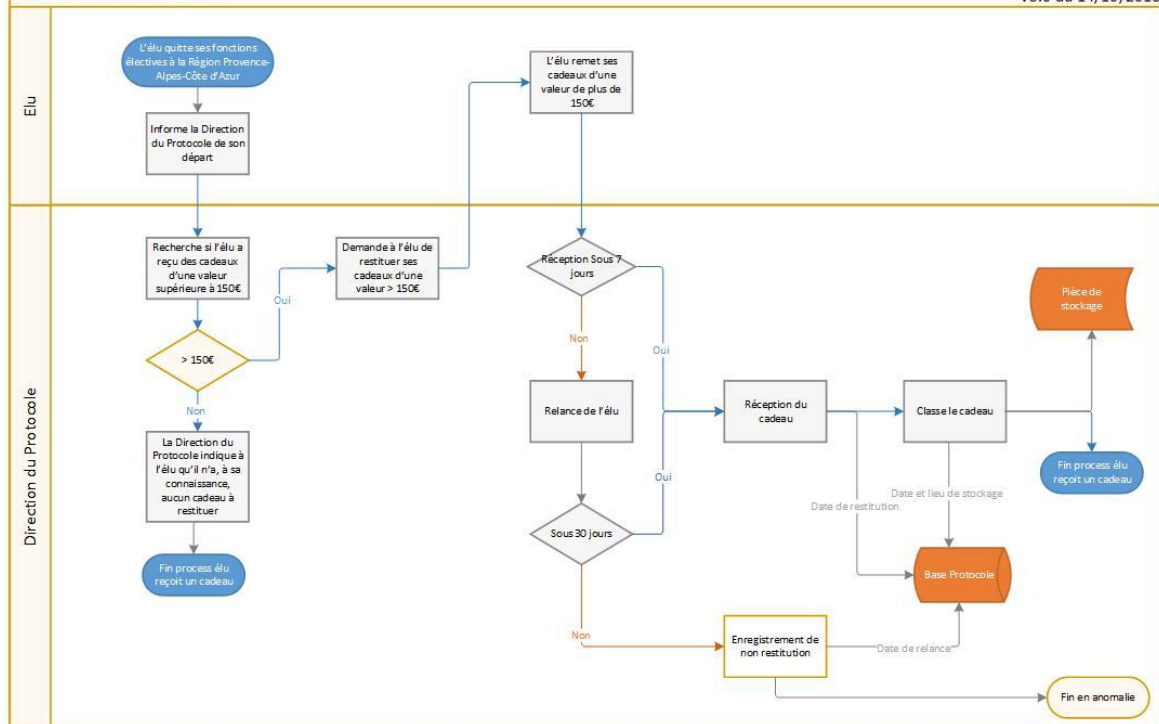 Elu
L'élu quitte ses fonctions
électives à la Région Provence-
Alpes-Côte d'Azur
Informe la Direction
du Protocole de son
départ
L'élu remet ses
cadeaux d'une
valeur de plus de
150€
Direction du Protocole
Recherche si l'élu a
reçu des cadeaux
d'une valeur
supérieure à 150€
> 150€
Oui
Non
La Direction du
Protocole indique à
l'élu qu'il n'a, à sa
connaissance,
aucun cadeau à
restituer
Fin process élu
reçoit un cadeau
Demande à l'élu de
restituer ses
cadeaux d'une
valeur > 150€
Réception Sous 7
jours
Non
Oui
Relance de l'élu
Sous 30 jours
Oui
Non
Réception du
cadeau
Classe le cadeau
Pièce de
stockage
Fin process élu
reçoit un cadeau
Date et lieu de stockage
Date de restitution
Base Protocole
Enregistrement de
non restitution
Date de relance
Fin en anomalie